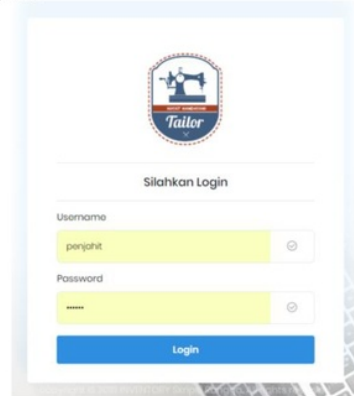 Tailor
Silahkan Login
Username
penjahit
Password
••••••
Login